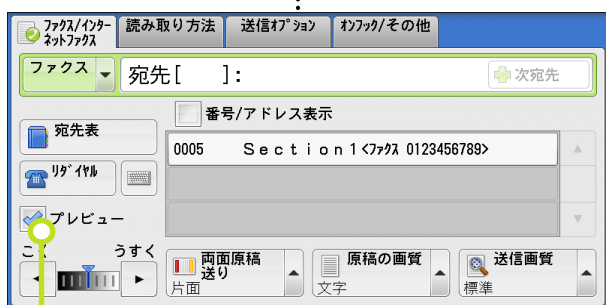 ファクス/インター
ネットファクス
読み取り方法
送信オプション
オンフック/その他
ファクス
宛先[ ]:
次宛先
番号/アドレス表示
宛先表
0005 Section1<ファクス 0123456789>
リダイヤル
プレビュー
こく うすく
両面原稿
送り
片面
原稿の画質
文字
送信画質
標準